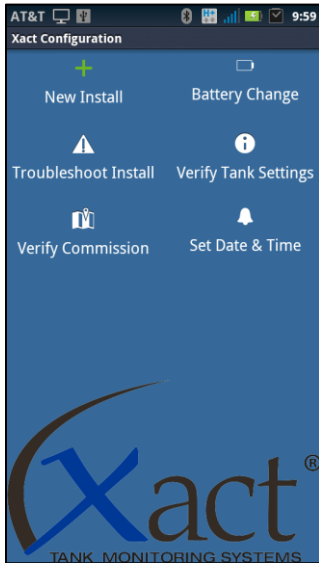 AT&T 9:59
Xact Configuration
New Install Battery Change
Troubleshoot Install Verify Tank Settings
Verify Commission Set Date & Time
Xact®
TANK MONITORING SYSTEMS